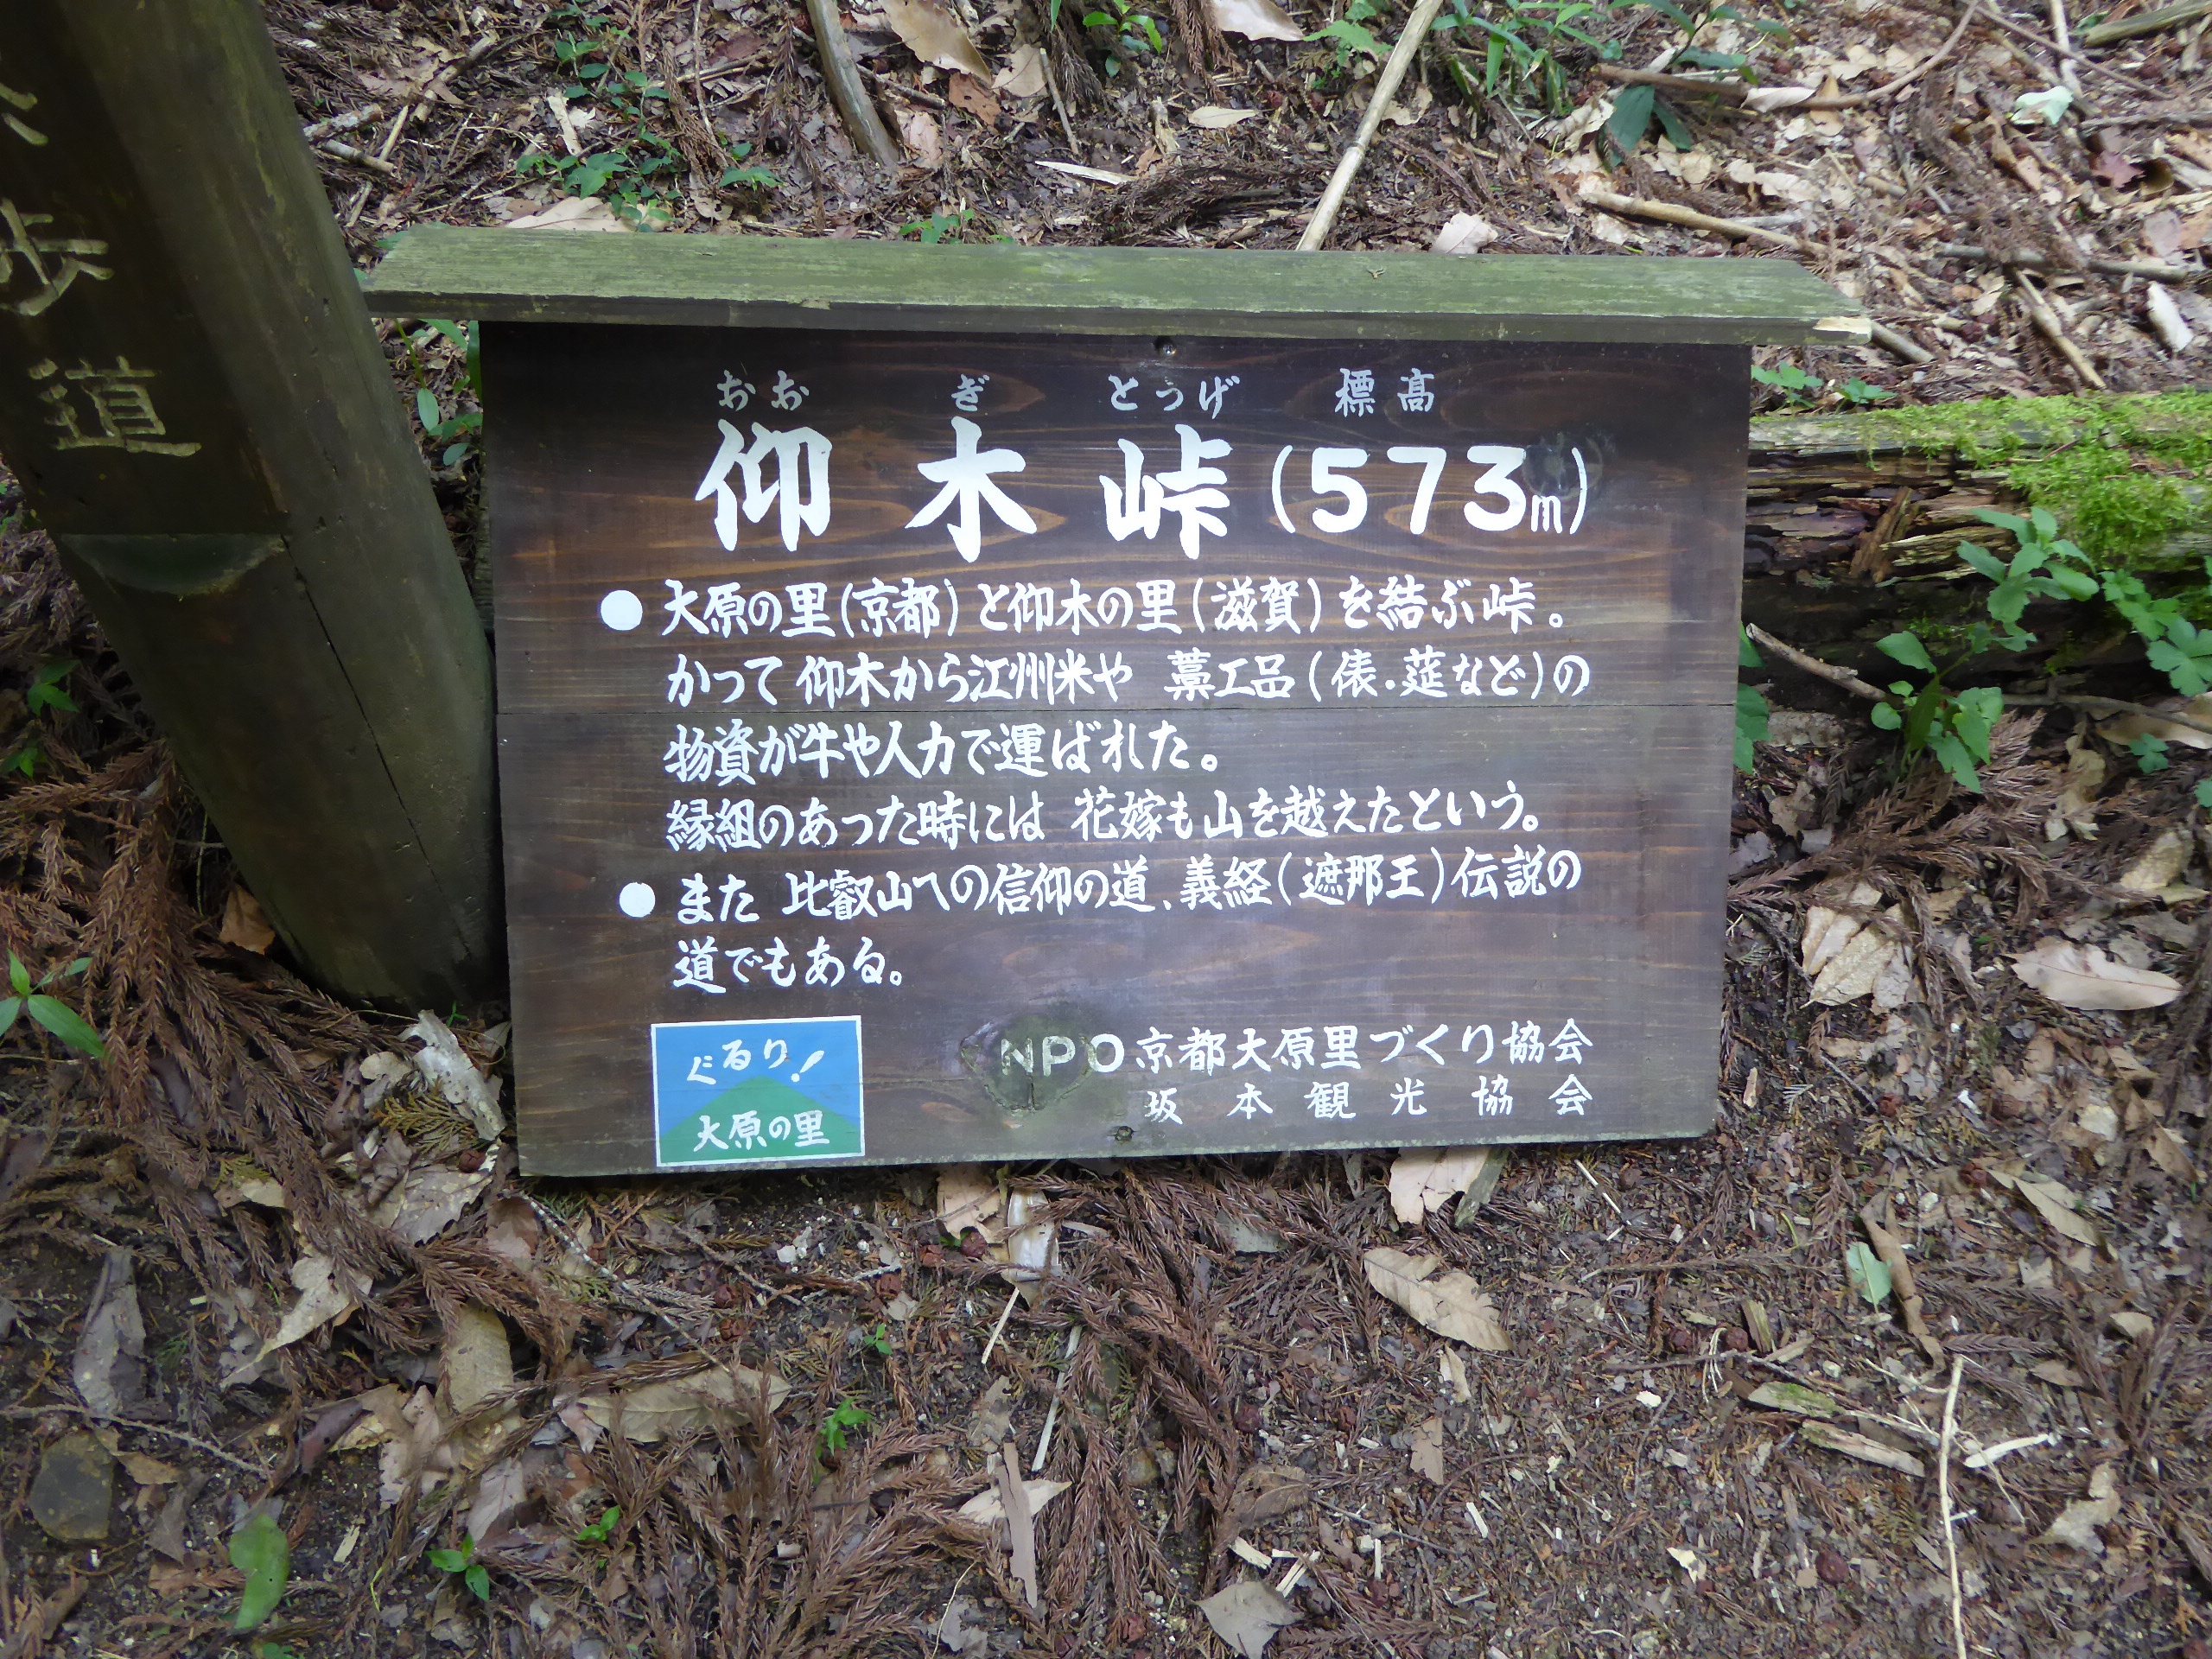 歩道
おおぎとうげ 標高
仰木峠(573m)
●大原の里(京都)と仰木の里(滋賀)を結ぶ峠。
かって仰木から江州米や 藁工品(俵・莚など)の
物資が牛や人力で運ばれた。
縁組のあった時には 花嫁も山を越えたという。
●また 比叡山への信仰の道、義経(遮那王)伝説の
道でもある。
ぐるり!
大原の里
NPO京都大原里づくり協会
坂本観光協会